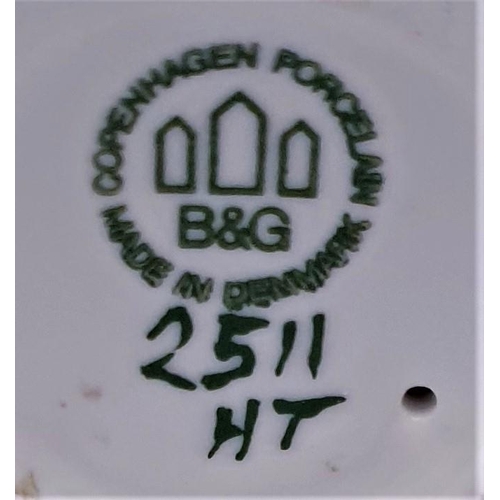 COPENHAGEN PORCELAIN
B&G
MADE IN DENMARK
2511
HT